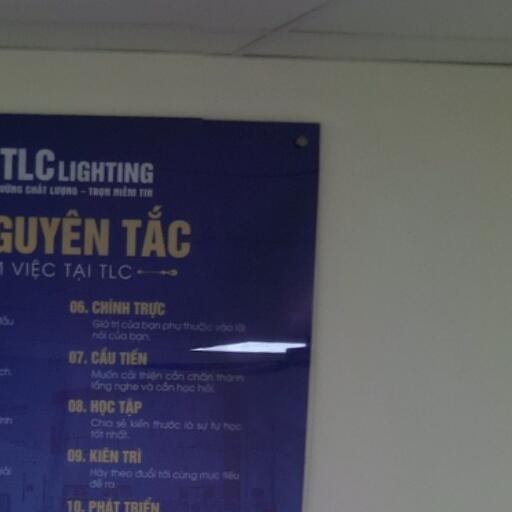 TLC LIGHTING
VỮNG CHẤT LƯỢNG – TRỌN NIỀM TIN
GUYÊN TẮC
VIỆC TẠI TLC
06. CHÍNH TRỰC
Giá trị của bạn phụ thuộc vào lời
nói của bạn.
07. CẦU TIẾN
Muốn cải thiện cần chân thành
lắng nghe và cần học hỏi.
08. HỌC TẬP
Chia sẻ kiến thức là sự tự học
tốt nhất.
09. KIÊN TRÌ
Hãy theo đuổi tới cùng mục tiêu
đề ra.
10. PHÁT TRIỂN